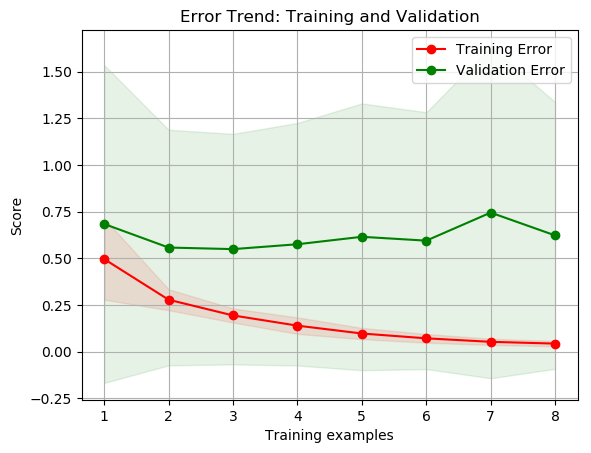 Error Trend: Training and Validation
Training Error
Validation Error
Score
1.50
1.25
1.00
0.75
0.50
0.25
0.00
−0.25
1 2 3 4 5 6 7 8
Training examples